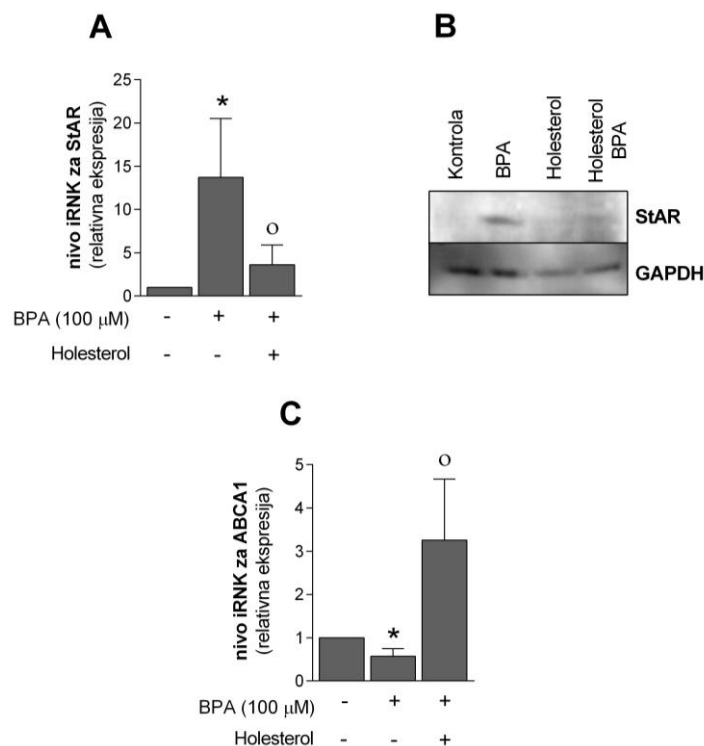 A
nivo iRNK za StAR
(relativna ekspresija)
25
20
15
10
5
0
*
o
BPA (100 µM) - + +
Holesterol - - +
B
Kontrola
BPA
Holesterol
Holesterol
BPA
StAR
GAPDH
C
nivo iRNK za ABCA1
(relativna ekspresija)
5
4
3
2
1
0
*
o
BPA (100 µM) - + +
Holesterol - - +